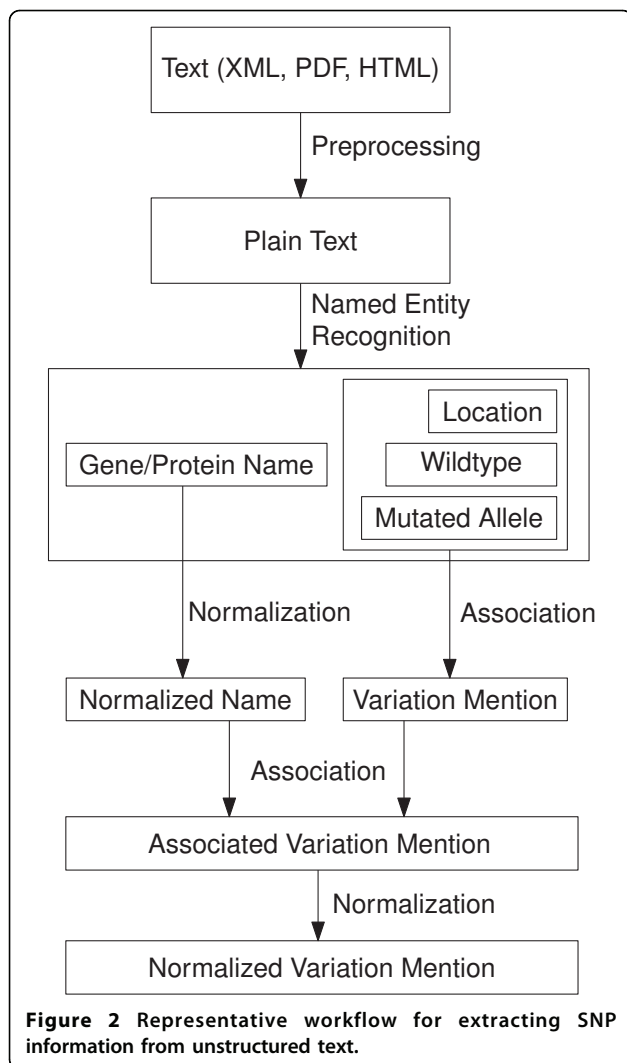 Text (XML, PDF, HTML)
Preprocessing
Plain Text
Named Entity
Recognition
Location
Gene/Protein Name
Wildtype
Mutated Allele
Normalization
Association
Normalized Name
Variation Mention
Association
Associated Variation Mention
Normalization
Normalized Variation Mention
Figure 2 Representative workflow for extracting SNP
information from unstructured text.